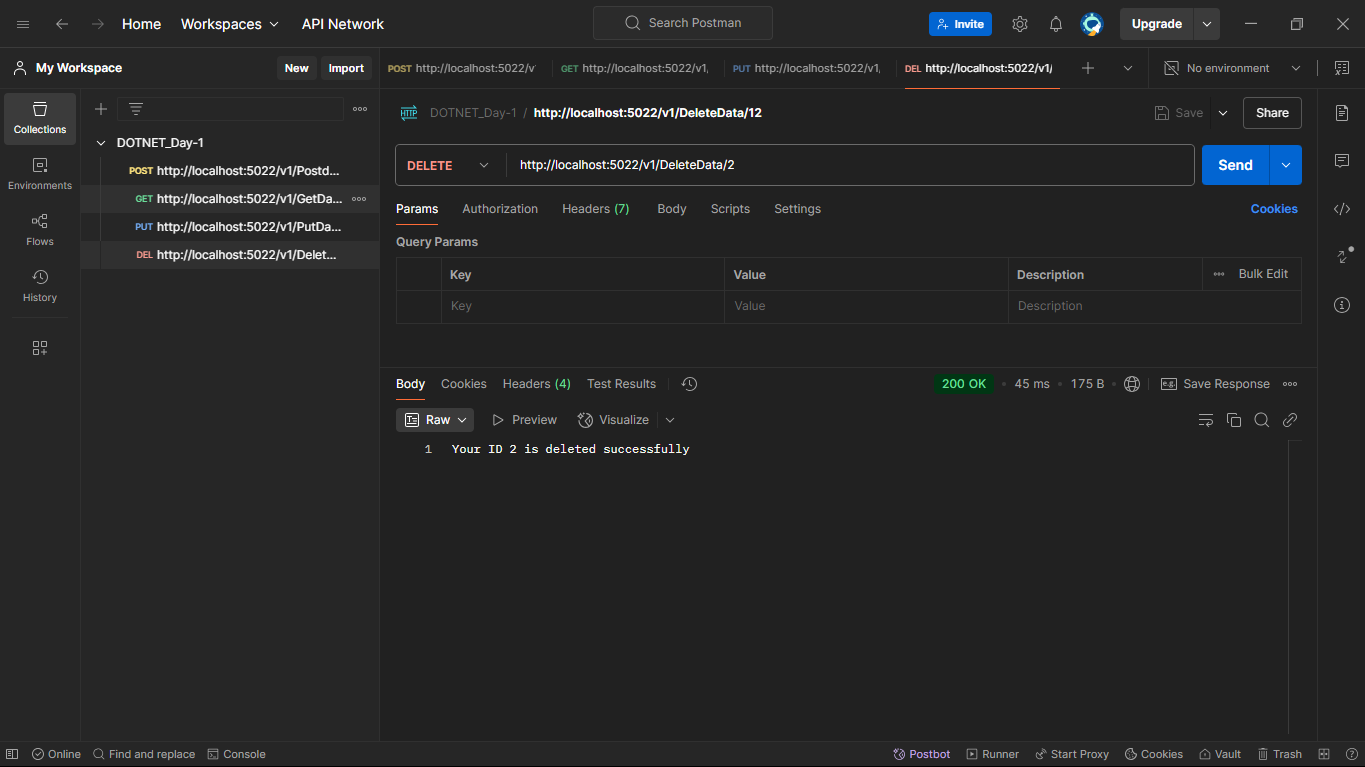 Home Workspaces API Network Search Postman Invite Upgrade
My Workspace New Import POST http://localhost:5022/v GET http://localhost:5022/v1, PUT http://localhost:5022/v1, DEL http://localhost:5022/v1/ No environment
Collections
Environments
Flows
History
DOTNET_Day-1
POST http://localhost:5022/v1/Postd...
GET http://localhost:5022/v1/GetDa...
PUT http://localhost:5022/v1/PutDa...
DEL http://localhost:5022/v1/Delet...
HTTP DOTNET_Day-1 / http://localhost:5022/v1/DeleteData/12 Save Share
DELETE http://localhost:5022/v1/DeleteData/2 Send
Params Authorization Headers (7) Body Scripts Settings Cookies
Query Params
Key Value Description Bulk Edit
Key Value Description
Body Cookies Headers (4) Test Results 200 OK 45 ms 175 B e.g. Save Response
Raw Preview Visualize
1 Your ID 2 is deleted successfully
Online Find and replace Console Postbot Runner Start Proxy Cookies Vault Trash